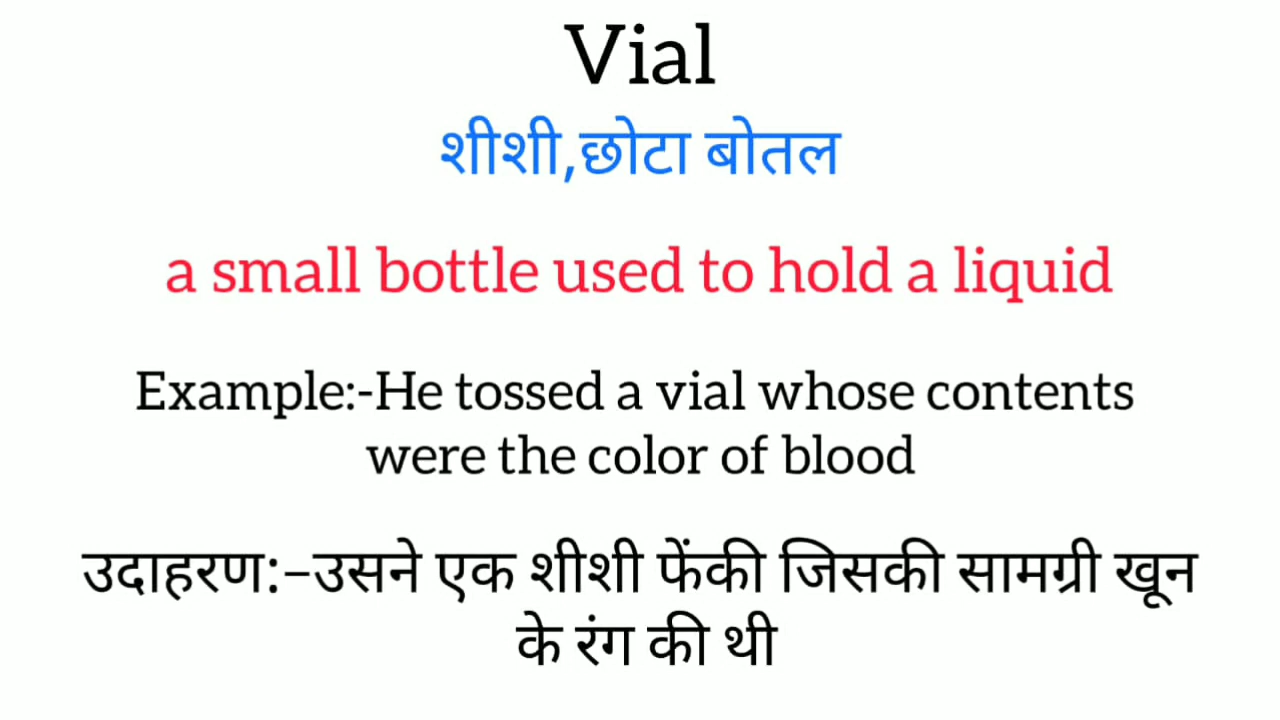 Vial
शीशी,छोटा बोतल
a small bottle used to hold a liquid
Example:-He tossed a vial whose contents
were the color of blood
उदाहरण:–उसने एक शीशी फेंकी जिसकी सामग्री खून
के रंग की थी